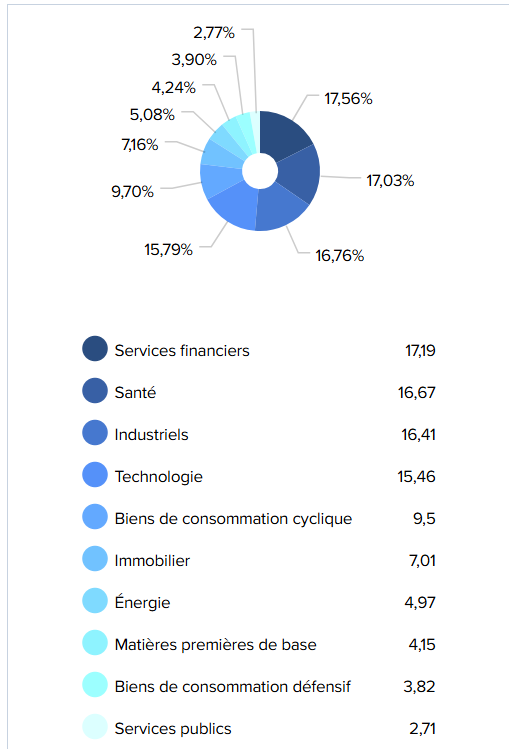 2,77%
3,90%
4,24%
5,08%
7,16%
9,70%
15,79%
17,56%
17,03%
16,76%
Services financiers 17,19
Santé 16,67
Industriels 16,41
Technologie 15,46
Biens de consommation cyclique 9,5
Immobilier 7,01
Énergie 4,97
Matières premières de base 4,15
Biens de consommation défensif 3,82
Services publics 2,71